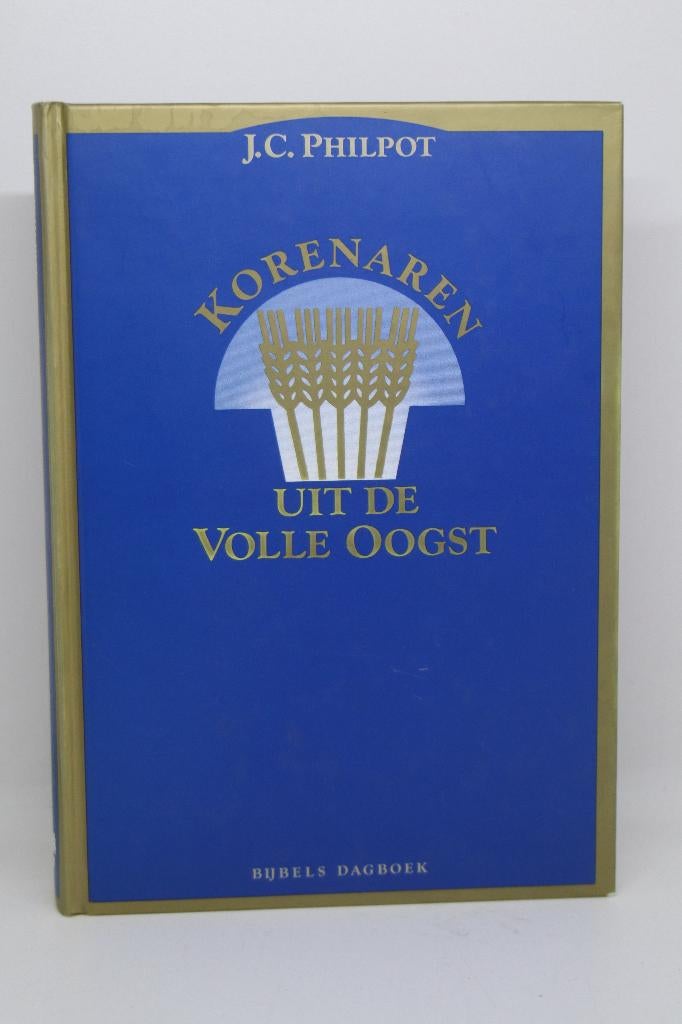 J.C. PHILPOT
KORENAREN
UIT DE
VOLLE OOGST
BIJBELS DAGBOEK